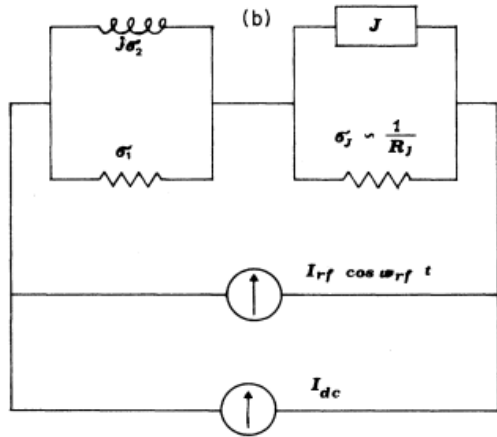 (b)
jσ₂
J
σ₁
σ_J ~ 1/R_J
I_rf cos ω_rf t
I_dc